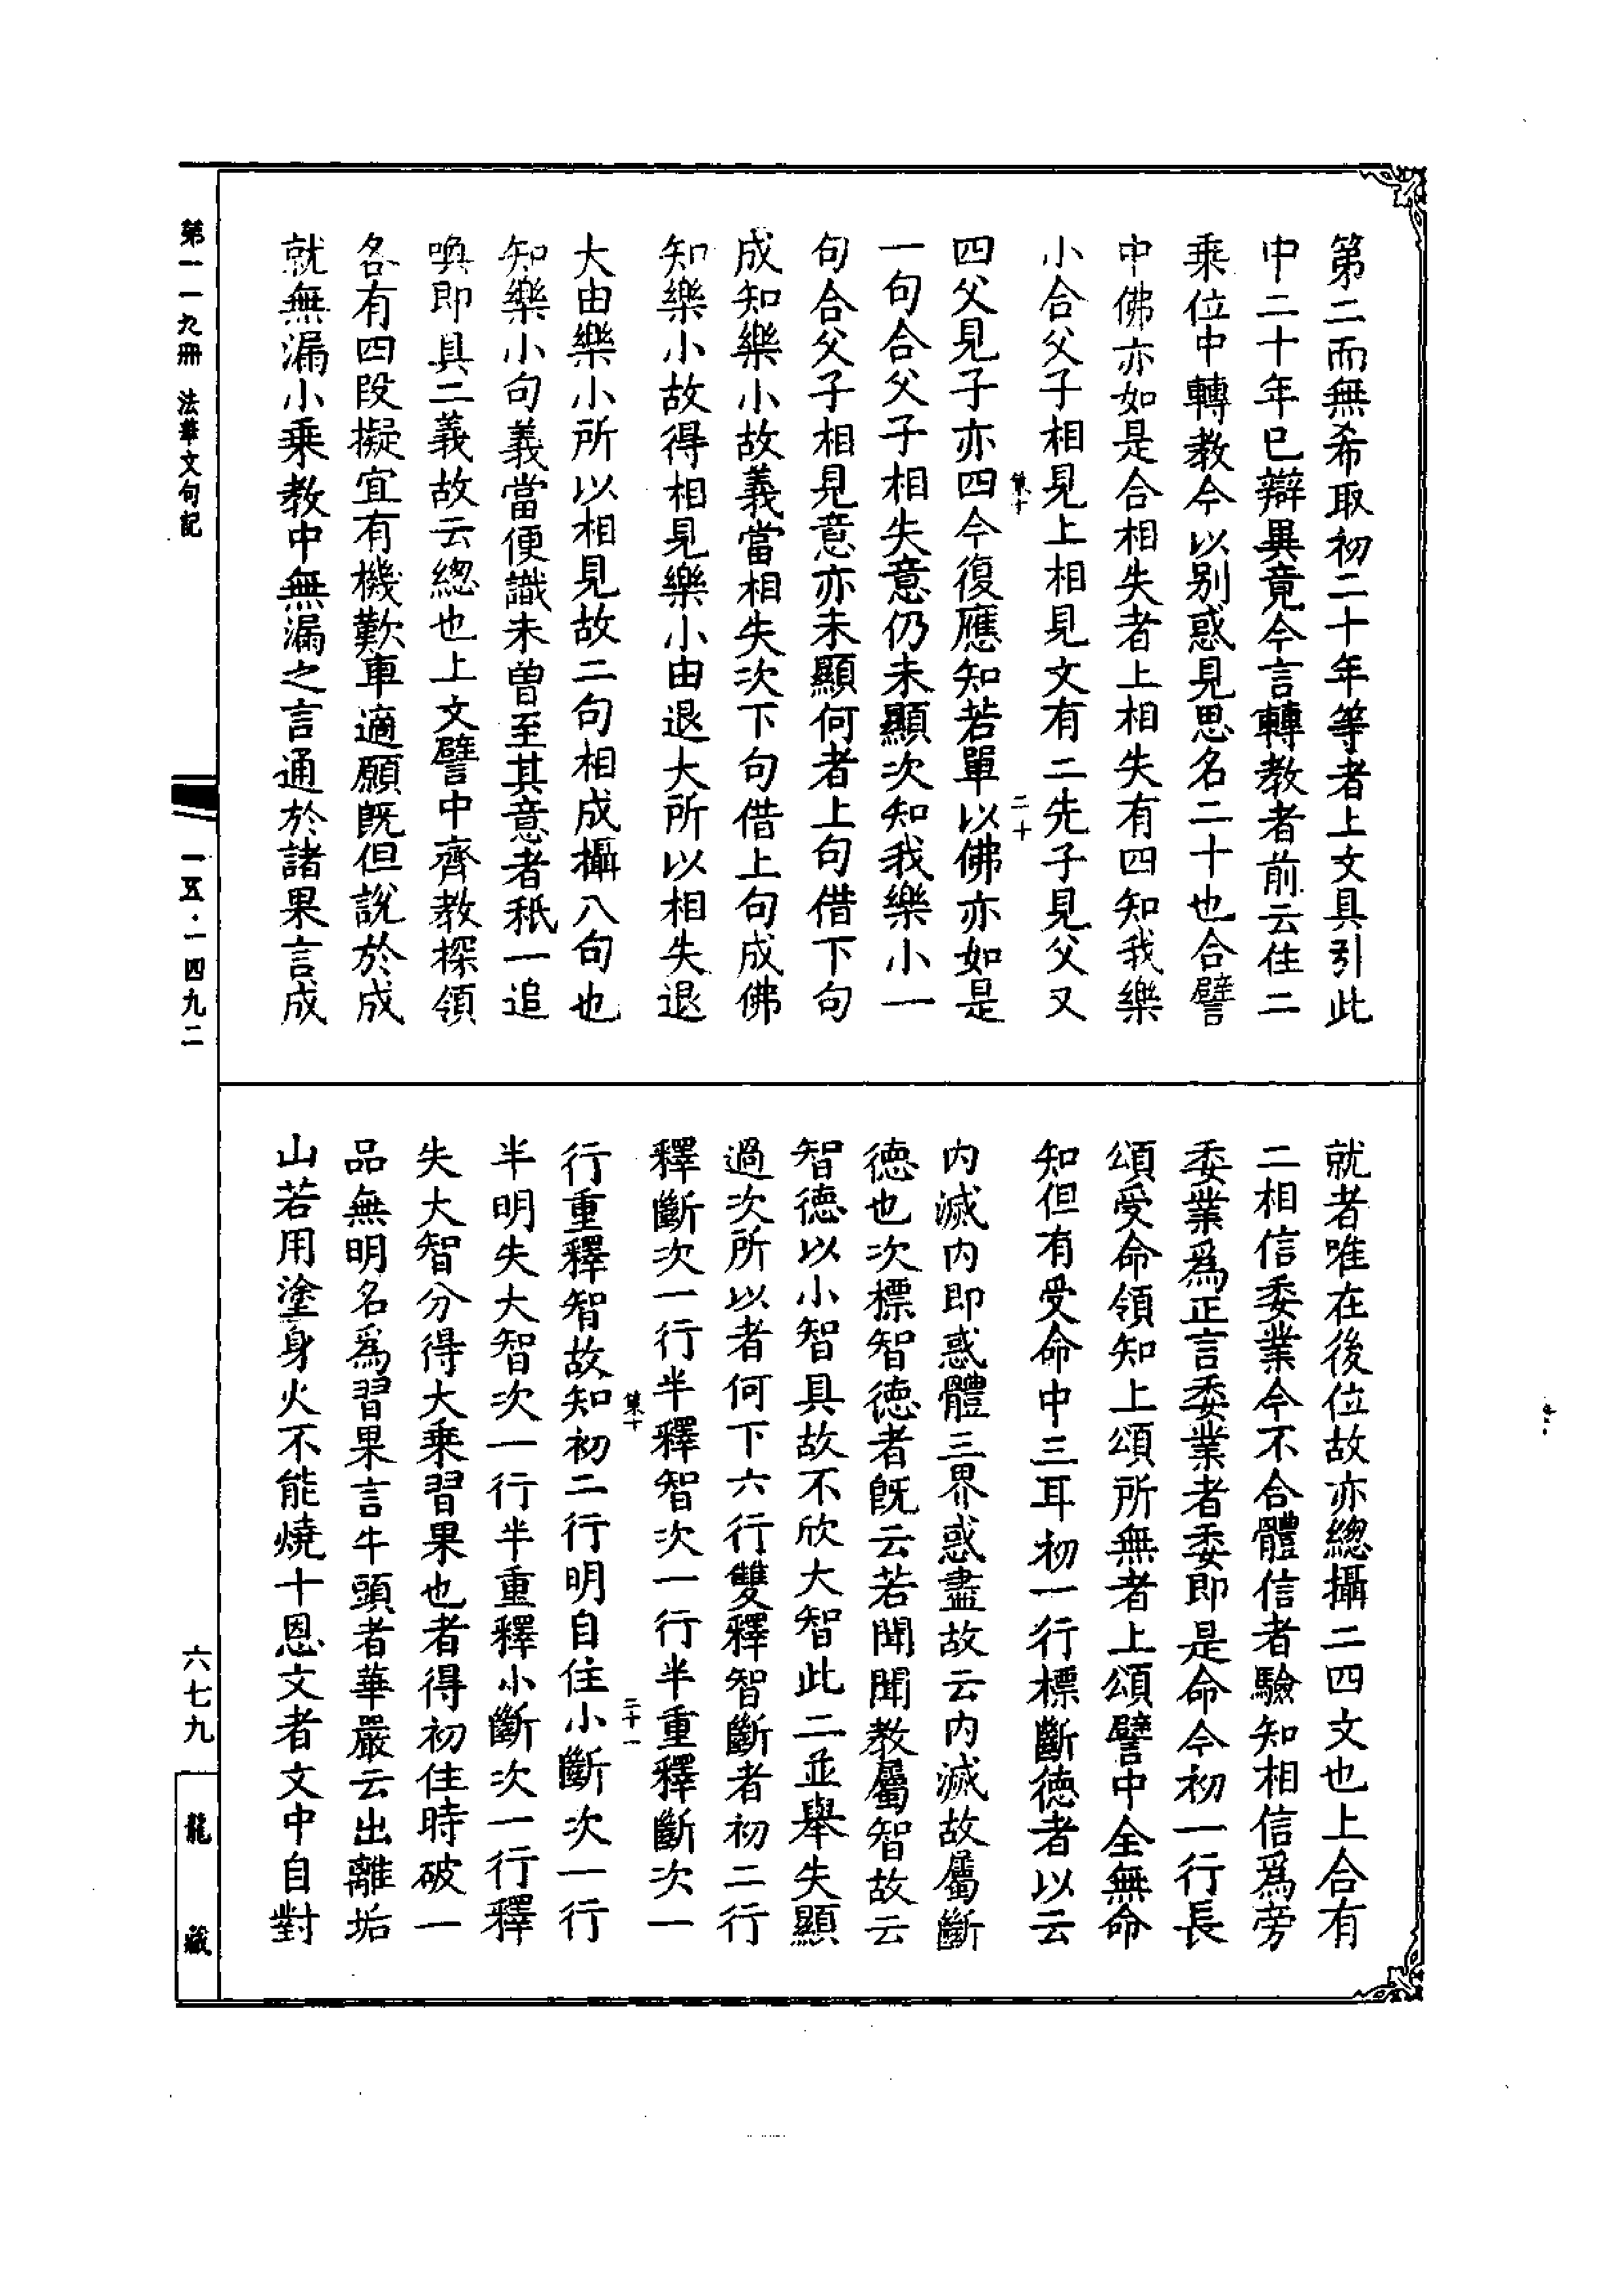 第二而無希取初二十年等者上文具引此
中二十年已辯異竟今言轉教者前云住二
乘位中轉教今以別惑見思名二十也合譬
中佛亦如是合相失者上相失有四知我樂
小合父子相見上相見文有二先子見父又
集十
二十
四父見子亦四今復應知若單以佛亦如是
一句合父子相失意仍未顯次知我樂小一
句合父子相見意亦未顯何者上句借下句
成知樂小故義當相失次下句借上句成佛
知樂小故得相見樂小由退大所以相失退
大由樂小所以相見故二句相成攝八句也
知樂小句義當便識未曾至其意者秖一追
喚即具二義故云總也上文譬中齊教探領
各有四段擬宜有機歎車適願既但說於成
就無漏小乘教中無漏之言通於諸果言成
就者唯在後位故亦總攝二四文也上合有
二相信委業今不合體信者驗知相信為旁
委業為正言委業者委即是命今初一行長
頌受命領知上頌所無者上頌譬中全無命
知但有受命中三耳初一行標斷德者以云
內滅內即惑體三界惑盡故云內滅故屬斷
德也次標智德者既云若聞聞教屬智故云
智德以小智具故不欣大智此二並舉失顯
過次所以者何下六行雙釋智斷者初二行
釋斷次一行半釋智次一行半重釋斷次一
集十
二十一
行重釋智故知初二行明自住小斷次一行
半明失大智次一行半重釋小斷次一行釋
失大智分得大乘習果也者得初住時破一
品無明名為習果言牛頭者華嚴云出離垢
山若用塗身火不能燒十恩文者文中自對
第一一九冊 法華文句記
一五·一四九二
六七九
龍藏